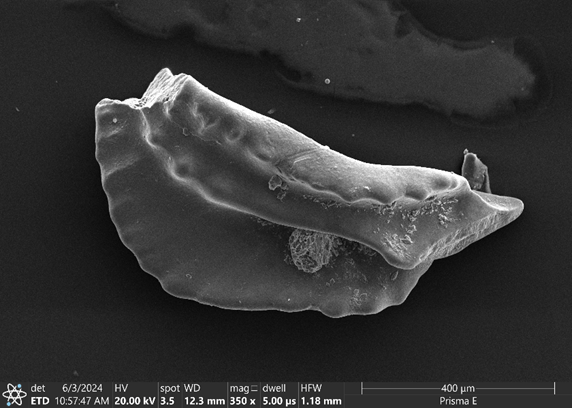 det 6/3/2024 HV spot WD mag dwell HFW 400 µm
ETD 10:57:47 AM 20.00 kV 3.5 12.3 mm 350 x 5.00 µs 1.18 mm Prisma E